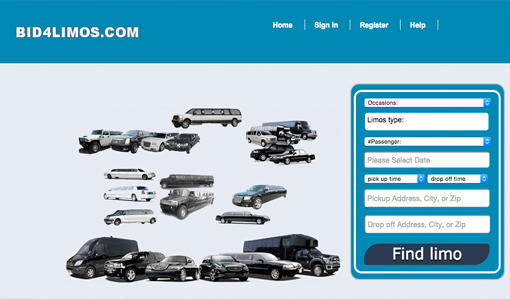 BID4LIMOS.COM
Home Sign In Register Help
Occasions:
Limos type:
#Passenger:
Please Select Date
pick up time drop off time
Pickup Address, City, or Zip
Drop off Address, City, or Zip
Find limo